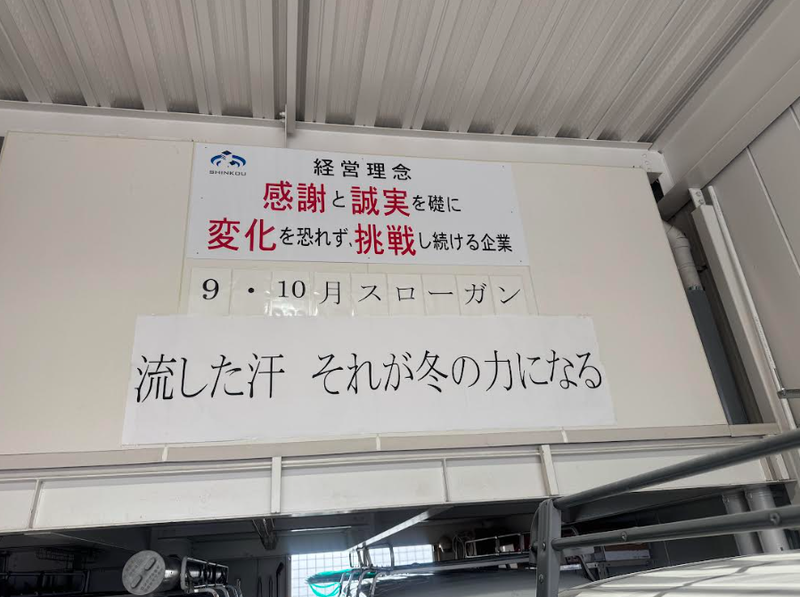 SHINKOU
経営理念
感謝と誠実を礎に
変化を恐れず、挑戦し続ける企業
9・10月スローガン
流した汗 それが冬の力になる